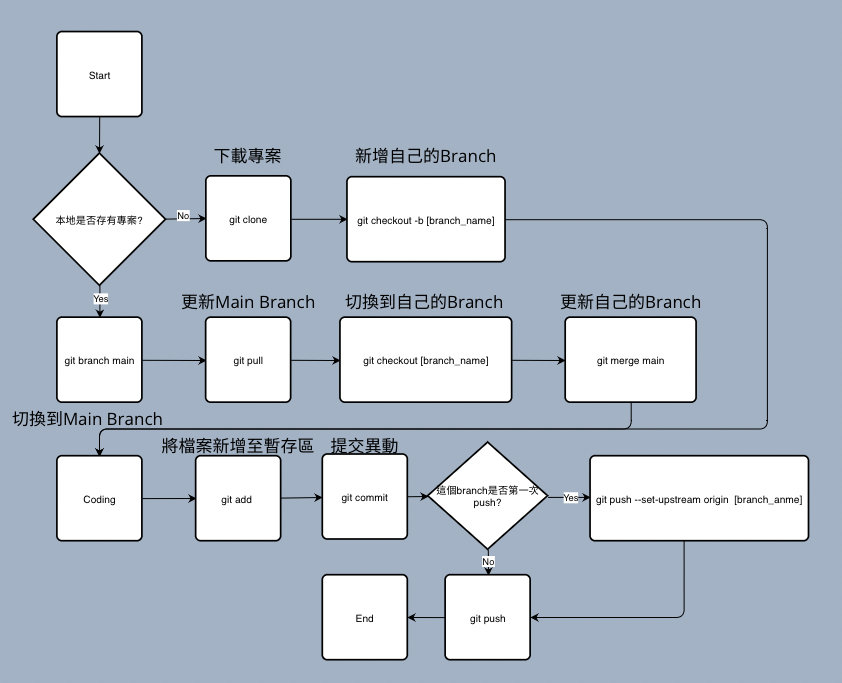 Start
下載專案
新增自己的Branch
本地是否存有專案?
No
git clone
git checkout -b [branch_name]
Yes
更新Main Branch
切換到自己的Branch
更新自己的Branch
git branch main
git pull
git checkout [branch_name]
git merge main
切換到Main Branch
將檔案新增至暫存區
提交異動
Coding
git add
git commit
這個branch是否第一次
push?
Yes
git push --set-upstream origin  [branch_anme]
No
End
git push